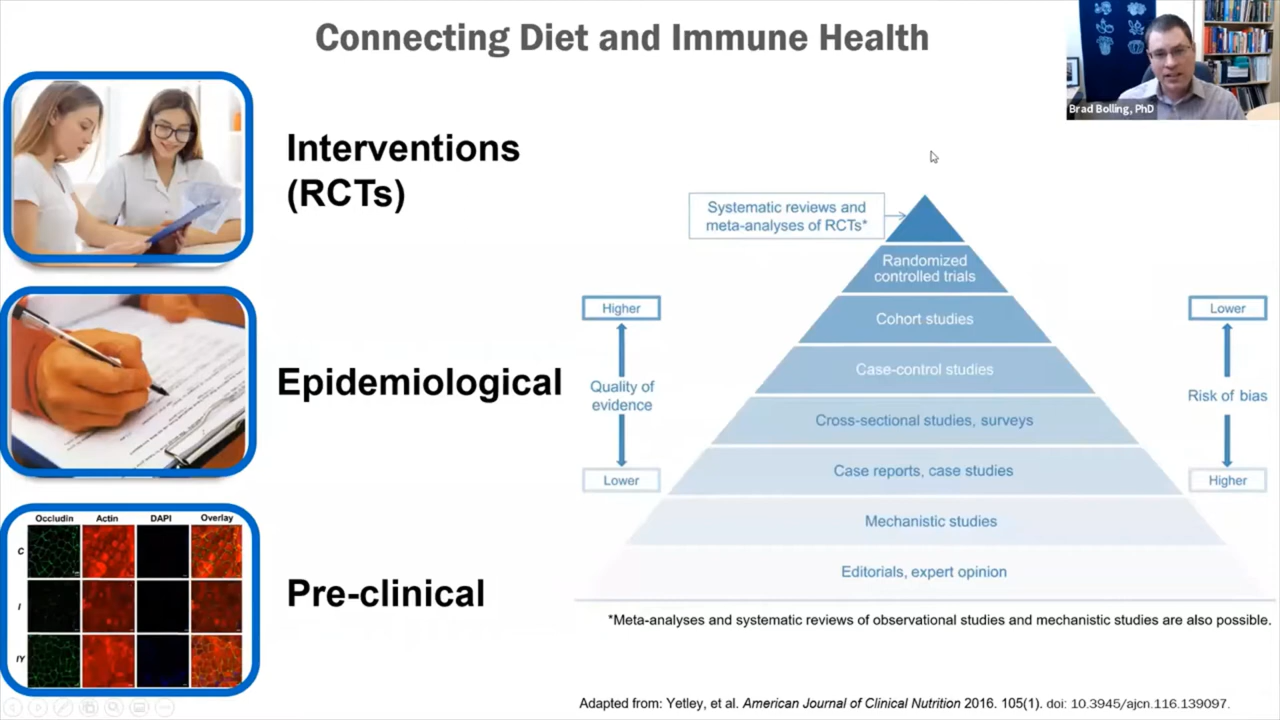 Connecting Diet and Immune Health
Brad Bolling, PhD
Interventions
(RCTs)
Epidemiological
Occludin Actin DAPI Overlay
C
I
IY
Pre-clinical
Systematic reviews and
meta-analyses of RCTs*
Randomized
controlled trials
Cohort studies
Case-control studies
Cross-sectional studies, surveys
Case reports, case studies
Mechanistic studies
Editorials, expert opinion
Higher
Quality of
evidence
Lower
Lower
Risk of bias
Higher
*Meta-analyses and systematic reviews of observational studies and mechanistic studies are also possible.
Adapted from: Yetley, et al. American Journal of Clinical Nutrition 2016. 105(1). doi: 10.3945/ajcn.116.139097.